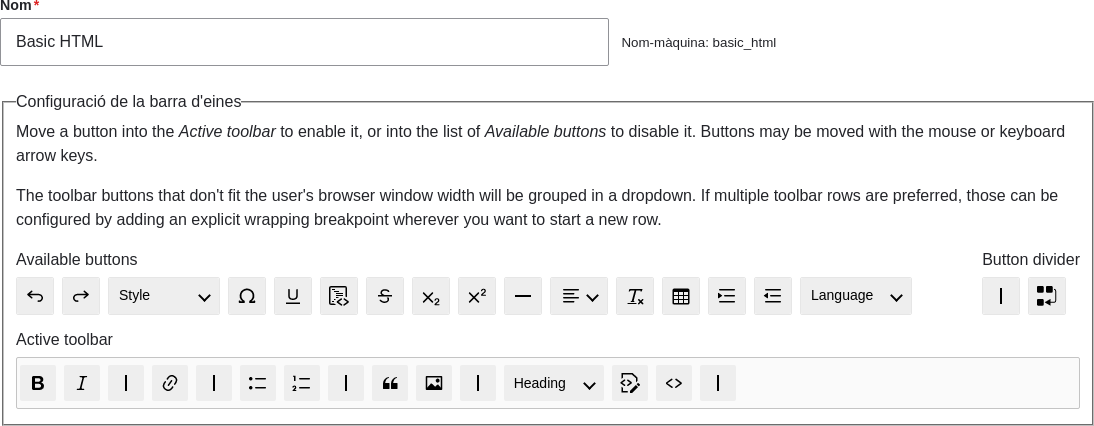 Nom*
Basic HTML
Nom-màquina: basic_html
Configuració de la barra d'eines
Move a button into the Active toolbar to enable it, or into the list of Available buttons to disable it. Buttons may be moved with the mouse or keyboard
arrow keys.
The toolbar buttons that don't fit the user's browser window width will be grouped in a dropdown. If multiple toolbar rows are preferred, those can be
configured by adding an explicit wrapping breakpoint wherever you want to start a new row.
Available buttons
Button divider
Style
Language
Active toolbar
Heading